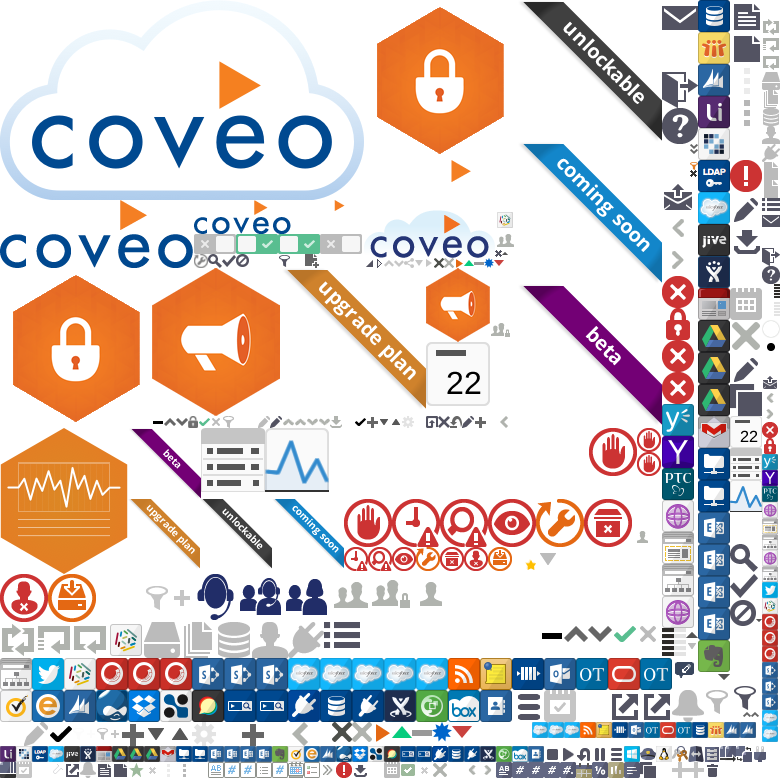 unlockable
coveo
coming soon
LDAP
jive
coveo
coveo
coveo
upgrade plan
beta
22
22
beta
PTC
upgrade plan
unlockable
coming soon
OT
OT
box